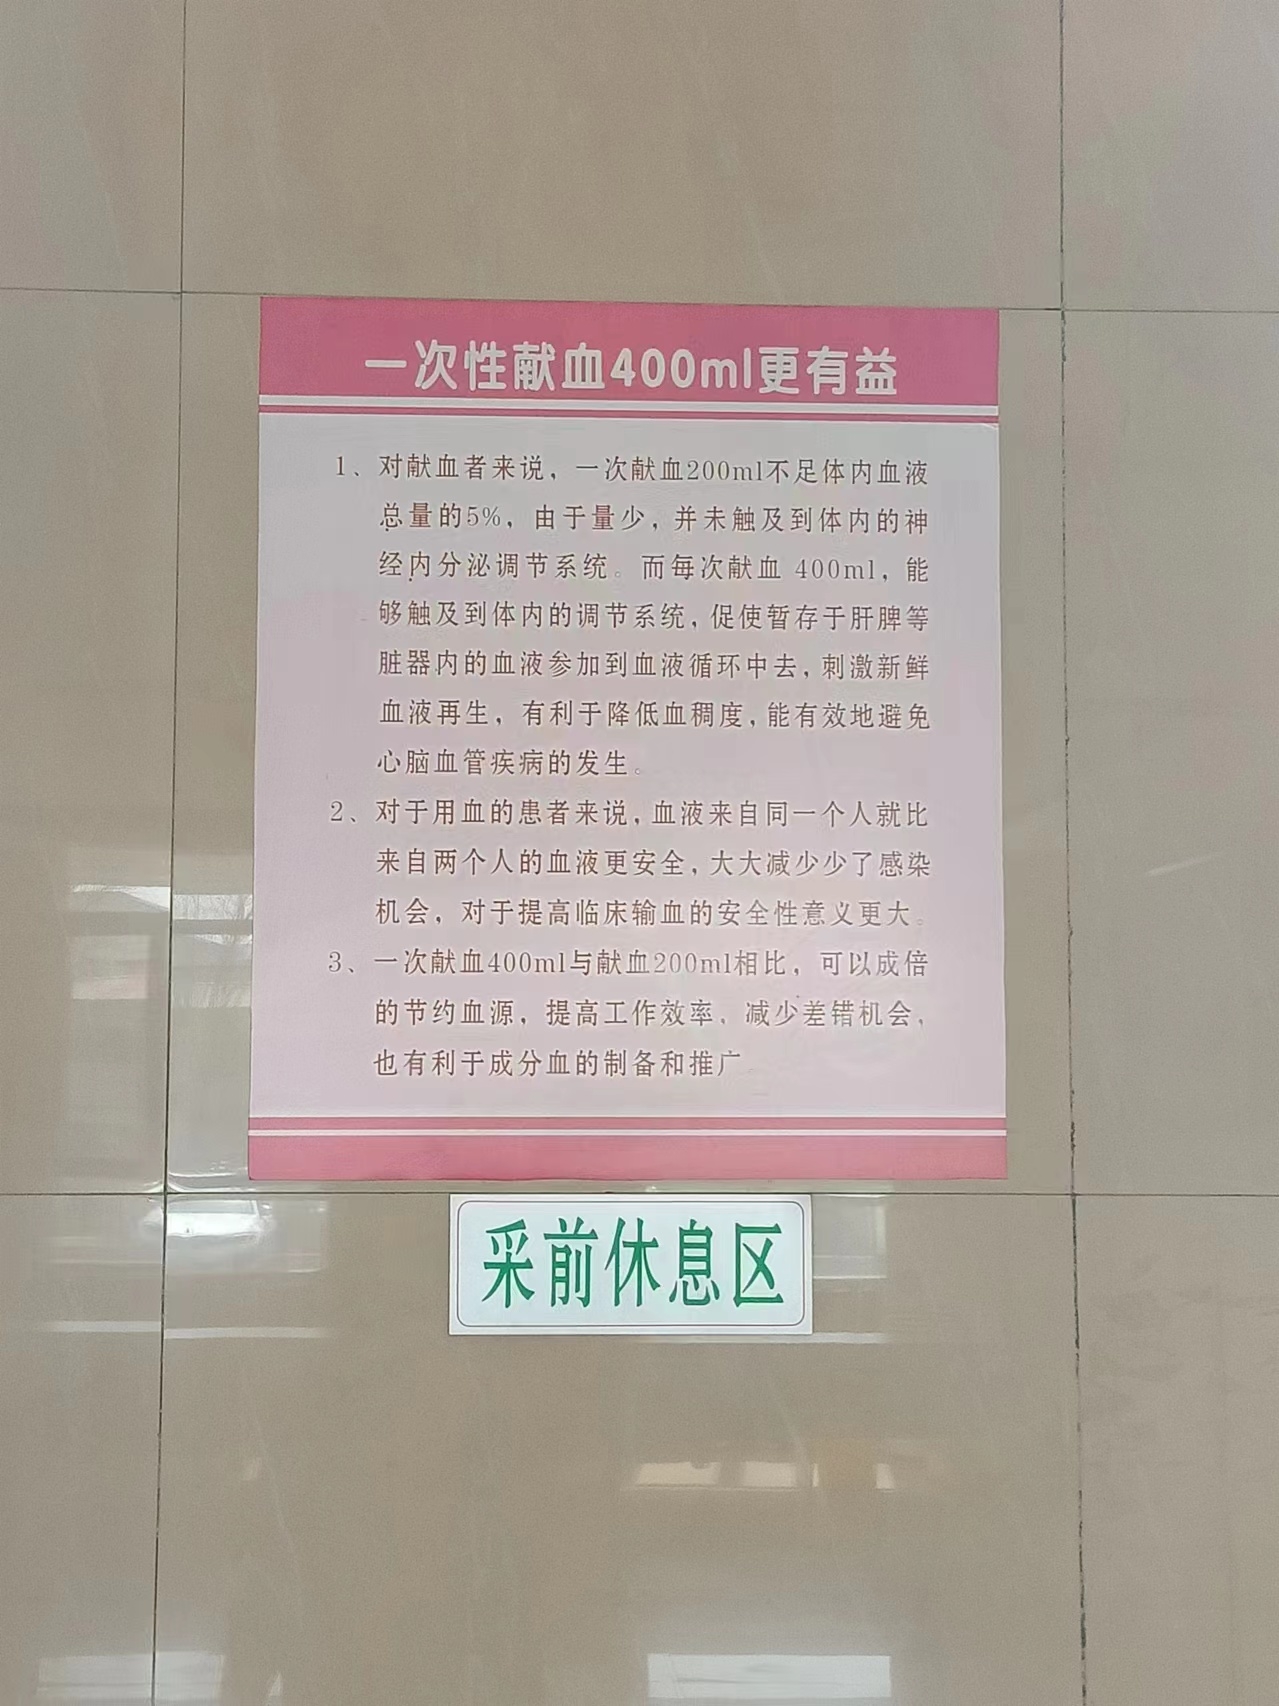 一次性献血400ml更有益
1、对献血者来说，一次献血200ml不足体内血液
总量的5%，由于量少，并未触及到体内的神
经内分泌调节系统。而每次献血 400ml，能
够触及到体内的调节系统，促使暂存于肝脾等
脏器内的血液参加到血液循环中去，刺激新鲜
血液再生，有利于降低血稠度，能有效地避免
心脑血管疾病的发生。
2、对于用血的患者来说，血液来自同一个人就比
来自两个人的血液更安全，大大减少少了感染
机会，对于提高临床输血的安全性意义更大。
3、一次献血400ml与献血200ml相比，可以成倍
的节约血源，提高工作效率，减少差错机会，
也有利于成分血的制备和推广
采前休息区